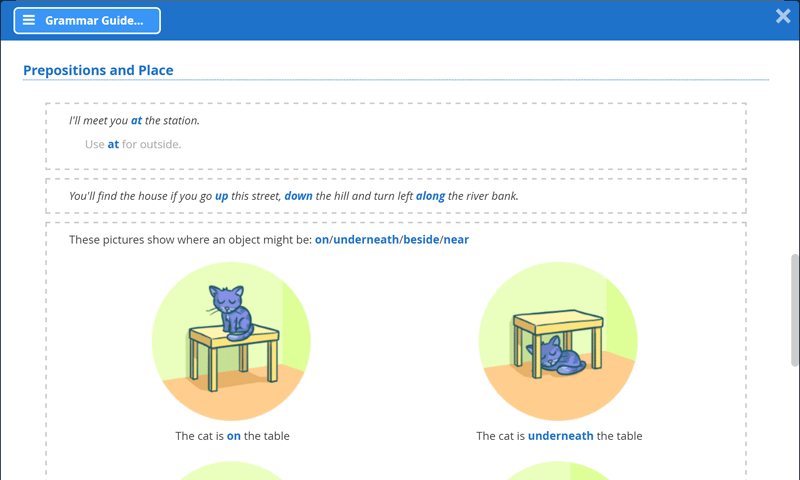 Grammar Guide...
Prepositions and Place
I'll meet you at the station.
Use at for outside.
You'll find the house if you go up this street, down the hill and turn left along the river bank.
These pictures show where an object might be: on/underneath/beside/near
The cat is on the table
The cat is underneath the table